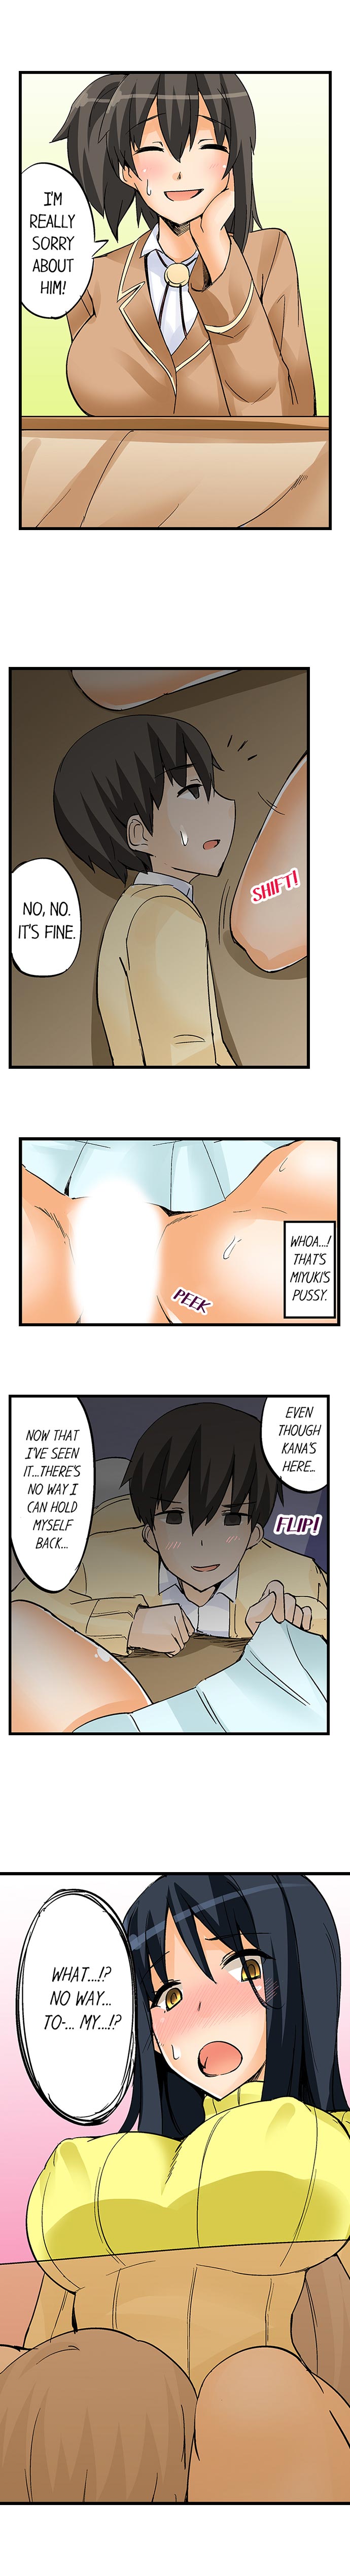 I'M
REALLY
SORRY
ABOUT
HIM!
NO, NO.
IT'S FINE.
SHIFT!
WHOA...!
THAT'S
MIYUKI'S
PUSSY.
PEEK
EVEN
THOUGH
KANA'S
HERE...
NOW THAT
I'VE SEEN
IT...THERE'S
NO WAY I
CAN HOLD
MYSELF
BACK...
FLIP!
WHAT...!?
NO WAY...
TO-... MY...!?